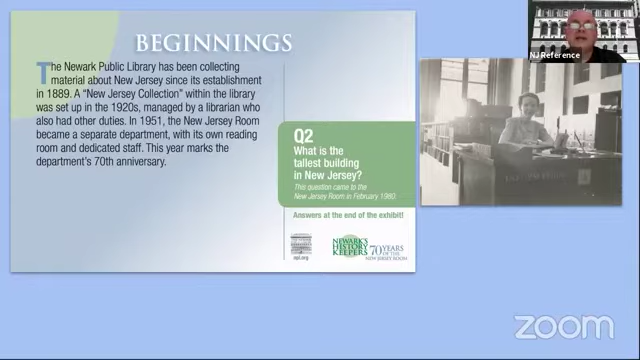 BEGINNINGS
The Newark Public Library has been collecting
material about New Jersey since its establishment
in 1889. A “New Jersey Collection” within the library
was set up in the 1920s, managed by a librarian who
also had other duties. In 1951, the New Jersey Room
became a separate department, with its own reading
room and dedicated staff. This year marks the
department’s 70th anniversary.
Q2
What is the
tallest building
in New Jersey?
This question came to the
New Jersey Room in February 1980.
Answers at the end of the exhibit!
npl.org
NEWARK'S
HISTORY
KEEPERS
70 YEARS
OF THE
NEW JERSEY ROOM
NJ Reference
zoom